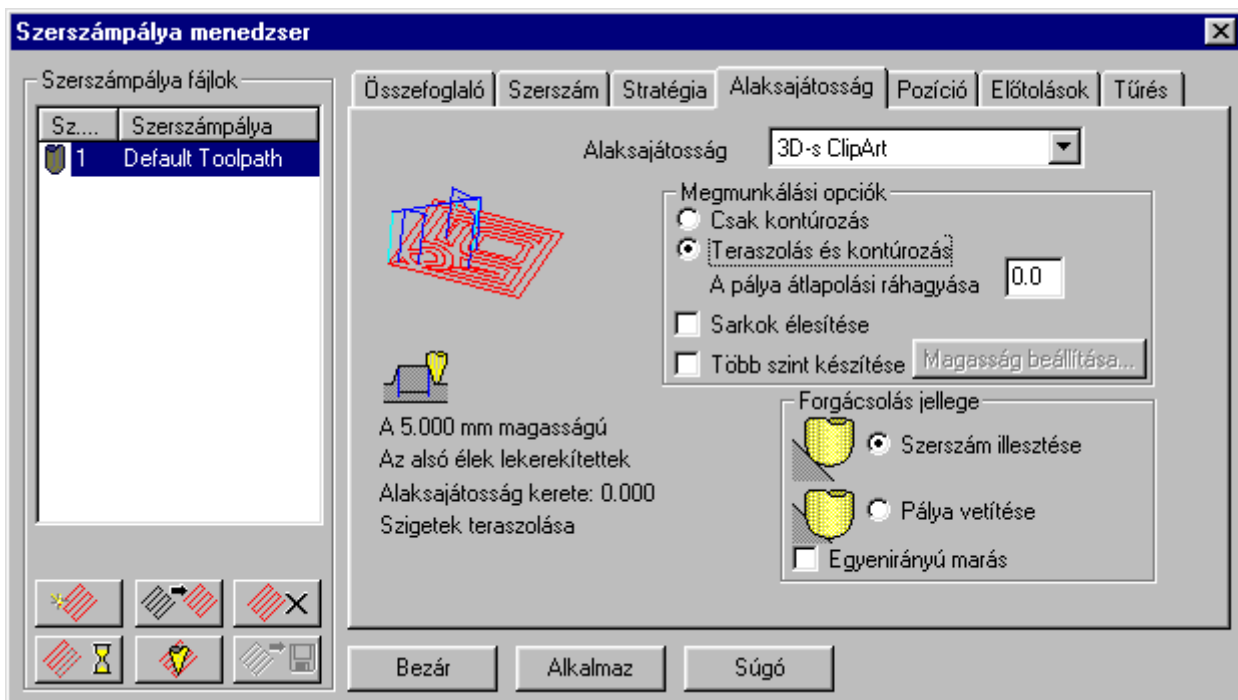 Szerszámpálya menedzser
Szerszámpálya fájlok
Sz.... Szerszámpálya
1 Default Toolpath
Összefoglaló Szerszám Stratégia Alaksajátosság Pozíció Előtolások Tűrés
Alaksajátosság 3D-s ClipArt
Megmunkálási opciók
Csak kontúrozás
Teraszolás és kontúrozás
A pálya átlapolási ráhagyása 0.0
Sarkok élesítése
Több szint készítése Magasság beállítása...
A 5.000 mm magasságú
Az alsó élek lekerekítettek
Alaksajátosság kerete: 0.000
Szigetek teraszolása
Forgácsolás jellege
Szerszám illesztése
Pálya vetítése
Egyenirányú marás
Bezár Alkalmaz Súgó